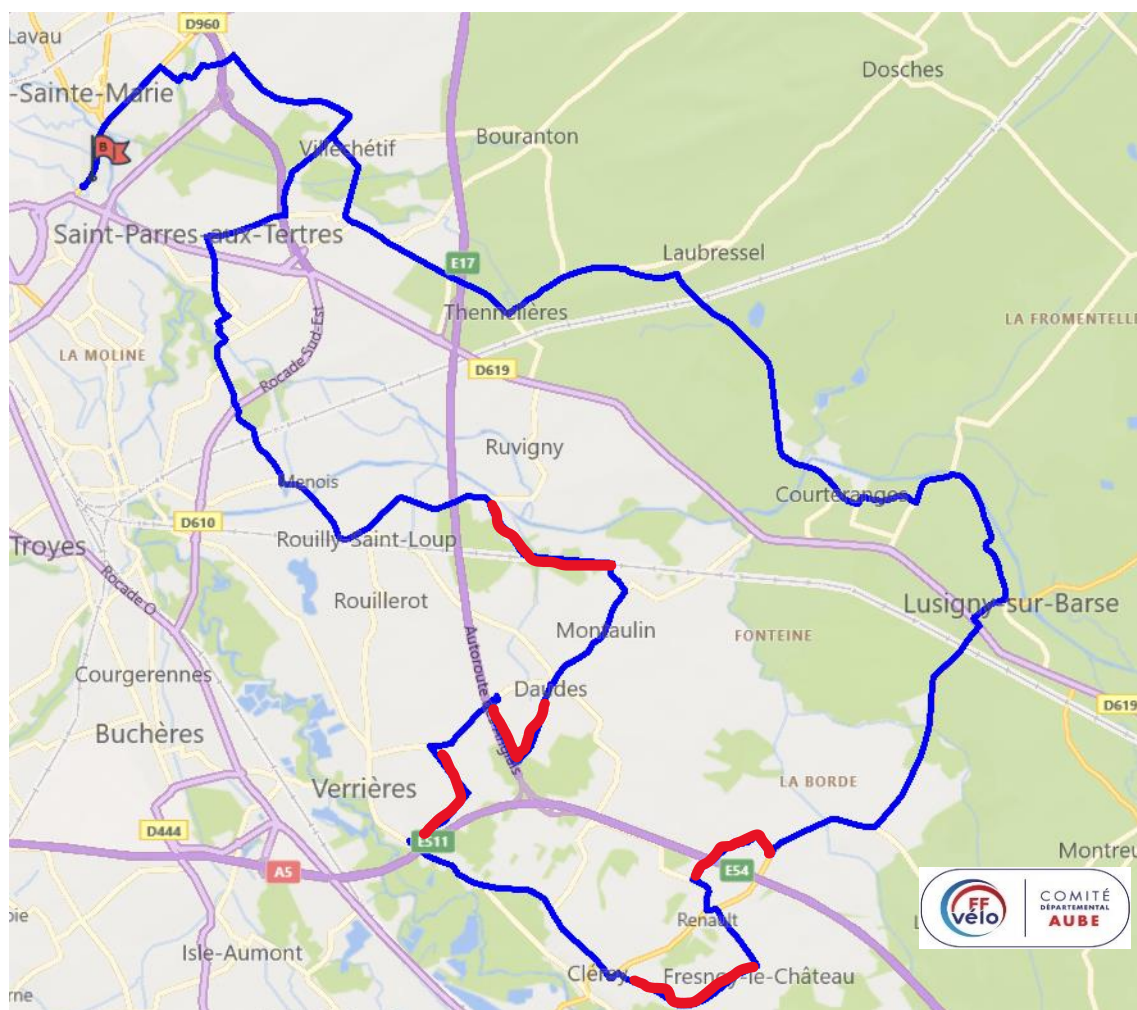 D960
Lavau
-Sainte-Marie
Dosches
B
Bouranton
Villechétif
Saint-Parres-aux-Tertres
Laubressel
E17
Thennelières
LA FROMENTELLE
LA MOLINE
Rocade Sud-Est
D619
Ruvigny
Menois
Courteranges
D610
Troyes
Rouilly-Saint-Loup
Rocade O
Rouillerot
Lusigny-sur-Barse
Montaulin
FONTEINE
Courgerennes
Daudes
D619
Buchères
Autoroute
Anglais
Verrières
LA BORDE
D444
E511
Montreu
A5
E54
FF
vélo
COMITÉ
DÉPARTEMENTAL
AUBE
Renault
L
Isle-Aumont
Clérey
Fresnoy-le-Château
rne